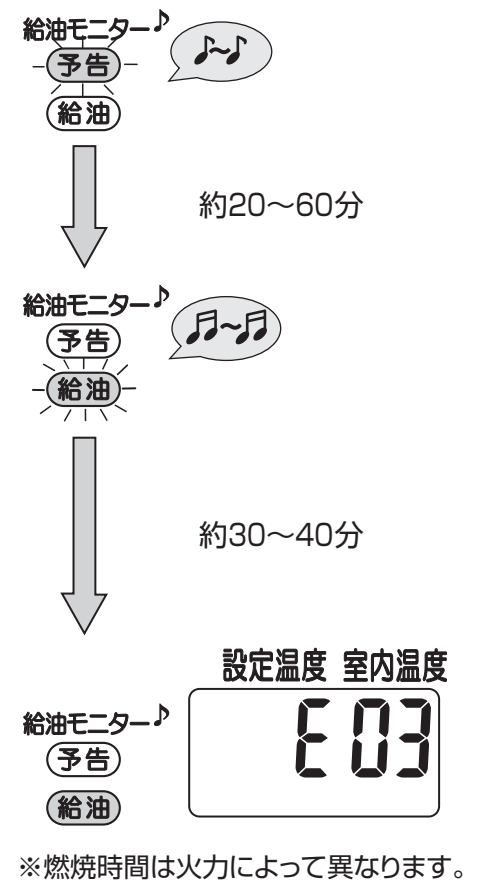 給油モニター♪
予告
♪〜♪
給油
約20〜60分
給油モニター♪
予告
♫〜♫
給油
約30〜40分
設定温度 室内温度
E03
給油モニター♪
予告
給油
※燃焼時間は火力によって異なります。